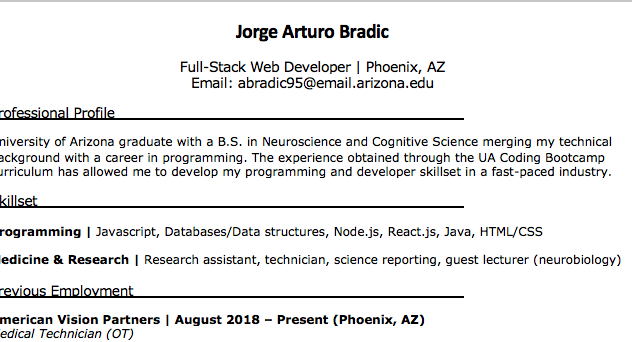 Jorge Arturo Bradic
Full-Stack Web Developer | Phoenix, AZ
Email: abradic95@email.arizona.edu
rofessional Profile
niversity of Arizona graduate with a B.S. in Neuroscience and Cognitive Science merging my technical
ackground with a career in programming. The experience obtained through the UA Coding Bootcamp
urriculum has allowed me to develop my programming and developer skillset in a fast-paced industry.
killset
rogramming | Javascript, Databases/Data structures, Node.js, React.js, Java, HTML/CSS
edicine & Research | Research assistant, technician, science reporting, guest lecturer (neurobiology)
revious Employment
merican Vision Partners | August 2018 – Present (Phoenix, AZ)
edical Technician (OT)